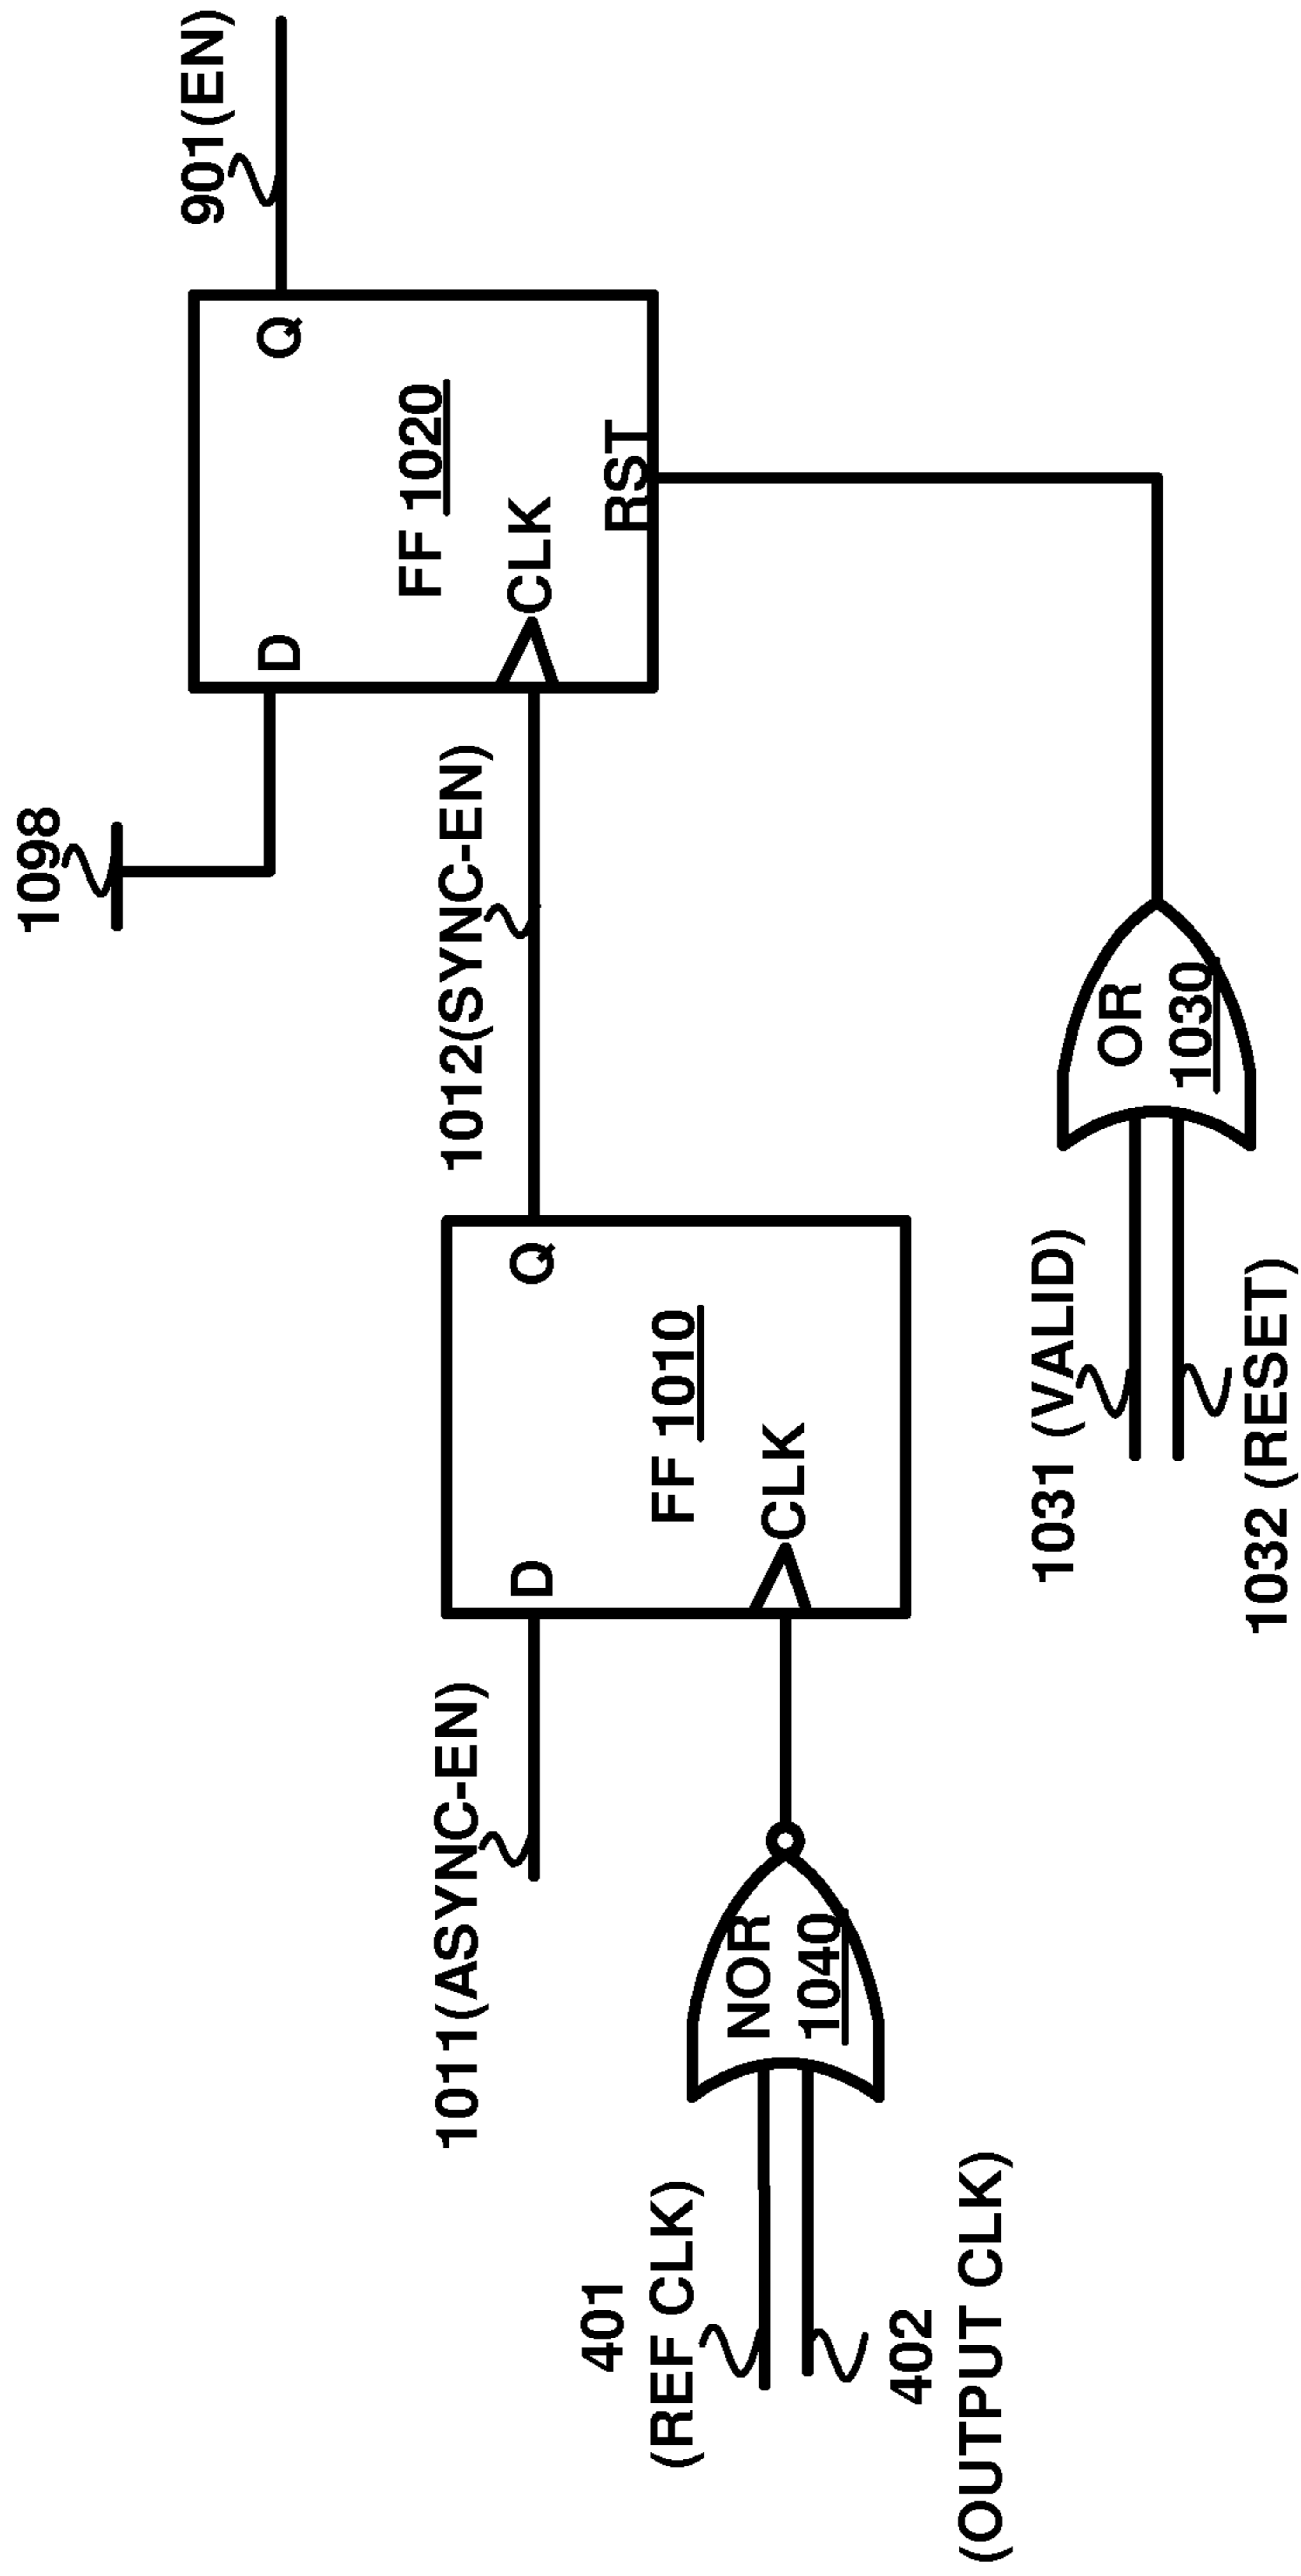 1098
901(EN)
D
Q
FF 1020
CLK
RST
1012(SYNC-EN)
1011(ASYNC-EN)
D
Q
FF 1010
CLK
401
(REF CLK)
NOR
1040
402
(OUTPUT CLK)
1031 (VALID)
OR
1030
1032 (RESET)